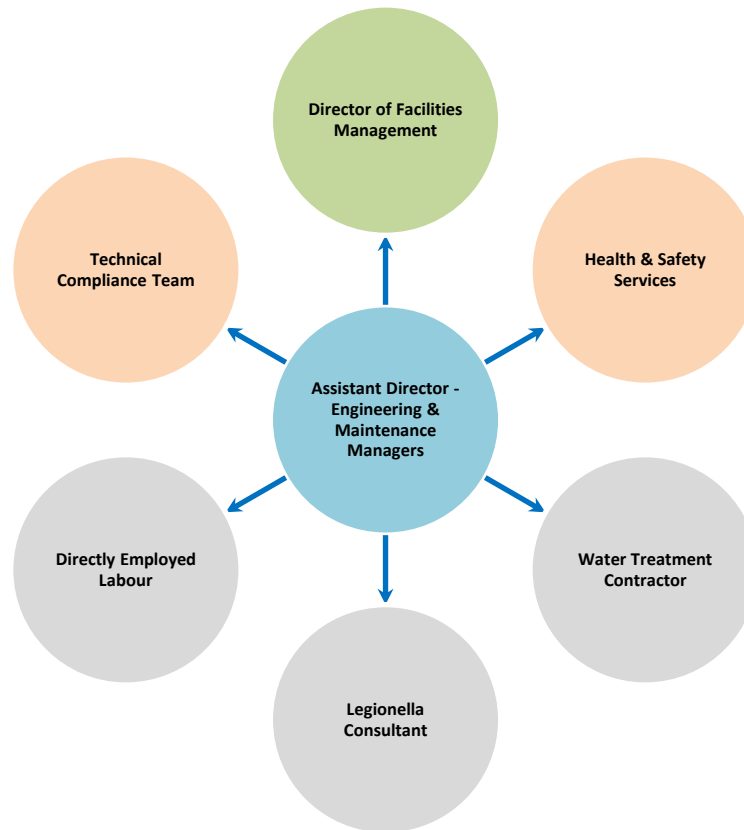 Director of Facilities
Management
Technical
Compliance Team
Health & Safety
Services
Assistant Director -
Engineering &
Maintenance
Managers
Directly Employed
Labour
Water Treatment
Contractor
Legionella
Consultant